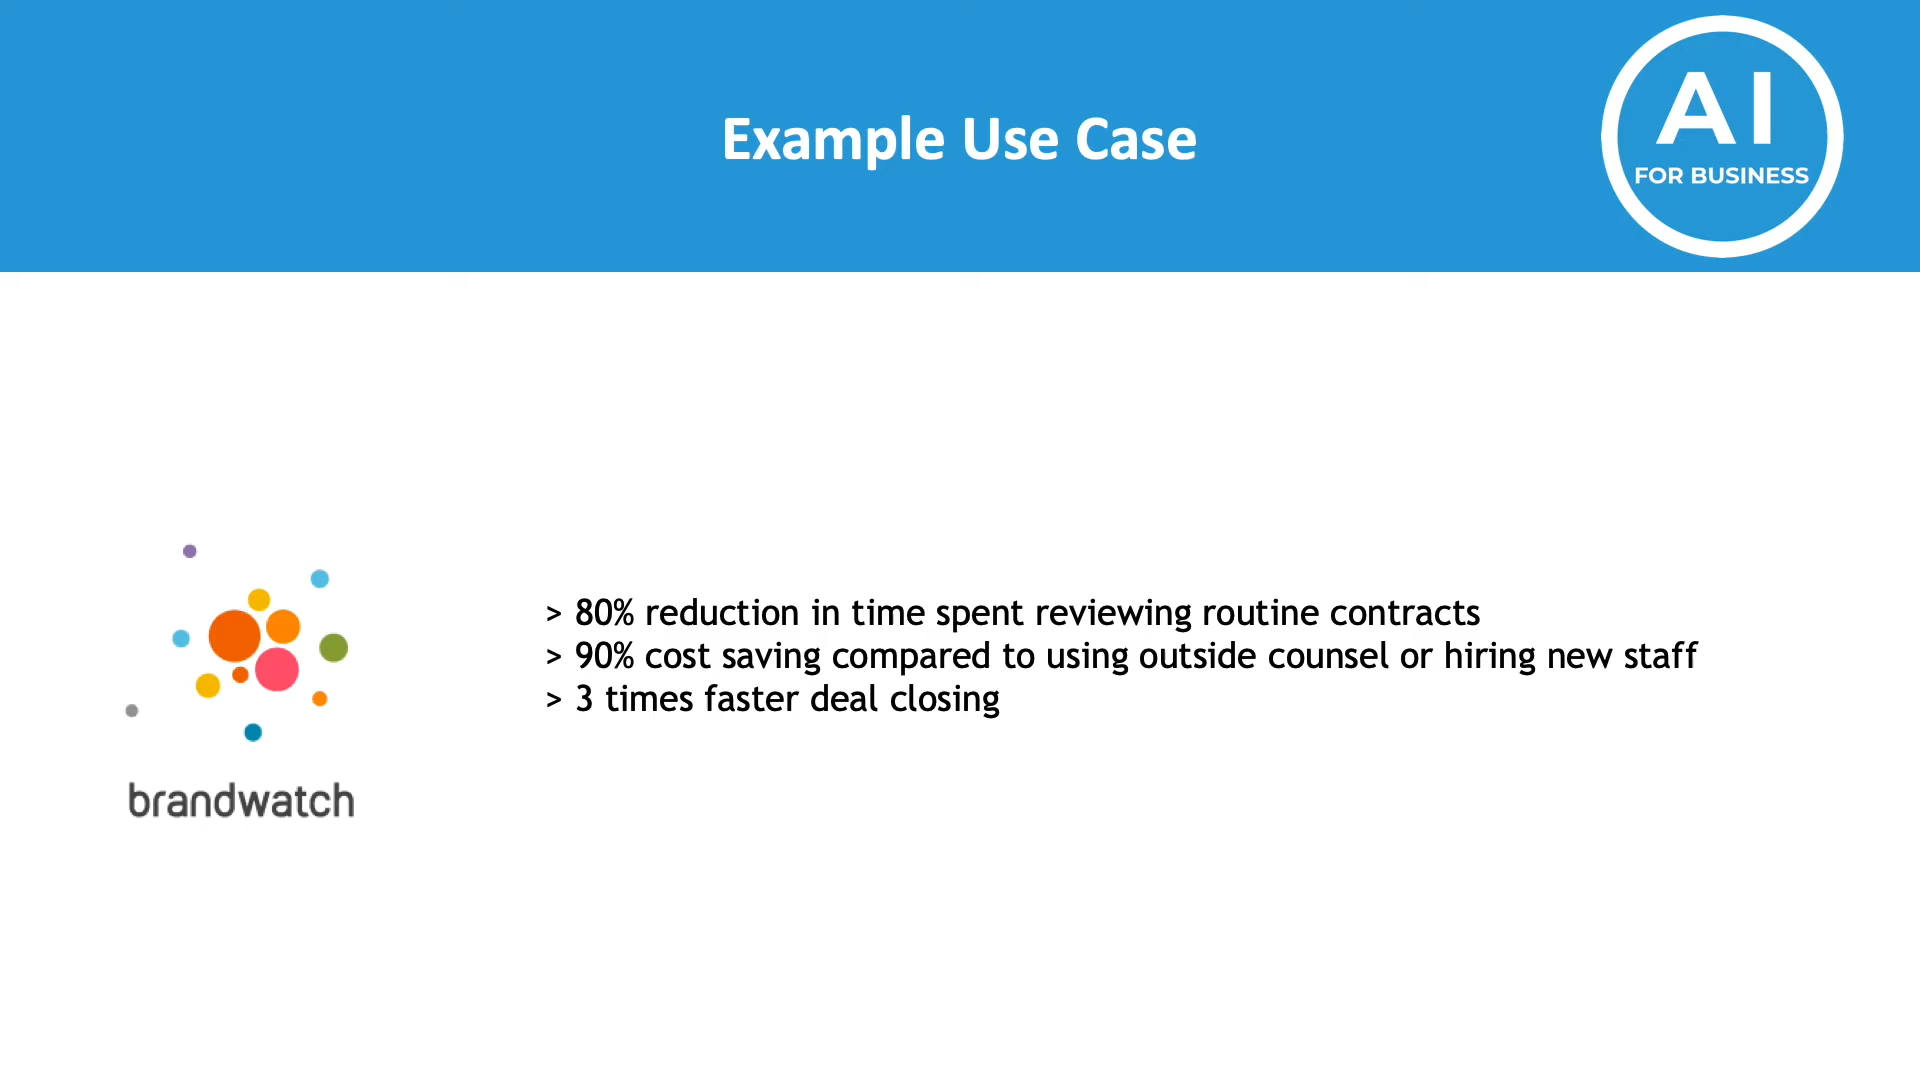 Example Use Case
AI
FOR BUSINESS
> 80% reduction in time spent reviewing routine contracts
> 90% cost saving compared to using outside counsel or hiring new staff
> 3 times faster deal closing
brandwatch